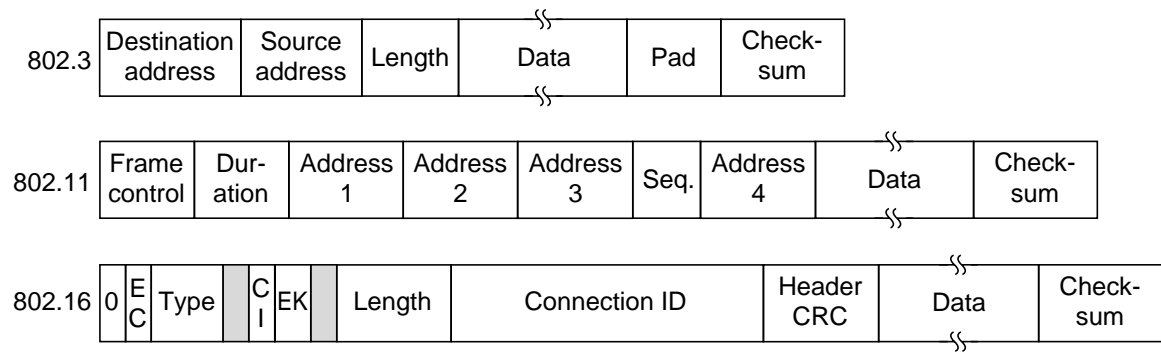 802.3 Destination address Source address Length Data Pad Check- sum
802.11 Frame control Dur- ation Address 1 Address 2 Address 3 Seq. Address 4 Data Check- sum
802.16 0 E C Type C I EK Length Connection ID Header CRC Data Check- sum